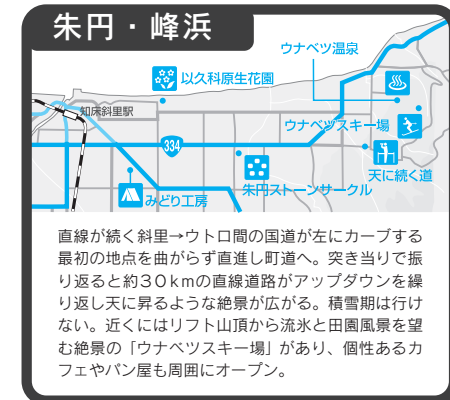 朱円・峰浜
ウナベツ温泉
以久科原生花園
知床斜里駅
ウナベツスキー場
334
天に続く道
朱円ストーンサークル
みどり工房
直線が続く斜里→ウトロ間の国道が左にカーブする
最初の地点を曲がらず直進し町道へ。突き当りで振
り返ると約30kmの直線道路がアップダウンを繰
り返し天に昇るような絶景が広がる。積雪期は行け
ない。近くにはリフト山頂から流氷と田園風景を望
む絶景の「ウナベツスキー場」があり、個性あるカ
フェやパン屋も周囲にオープン。